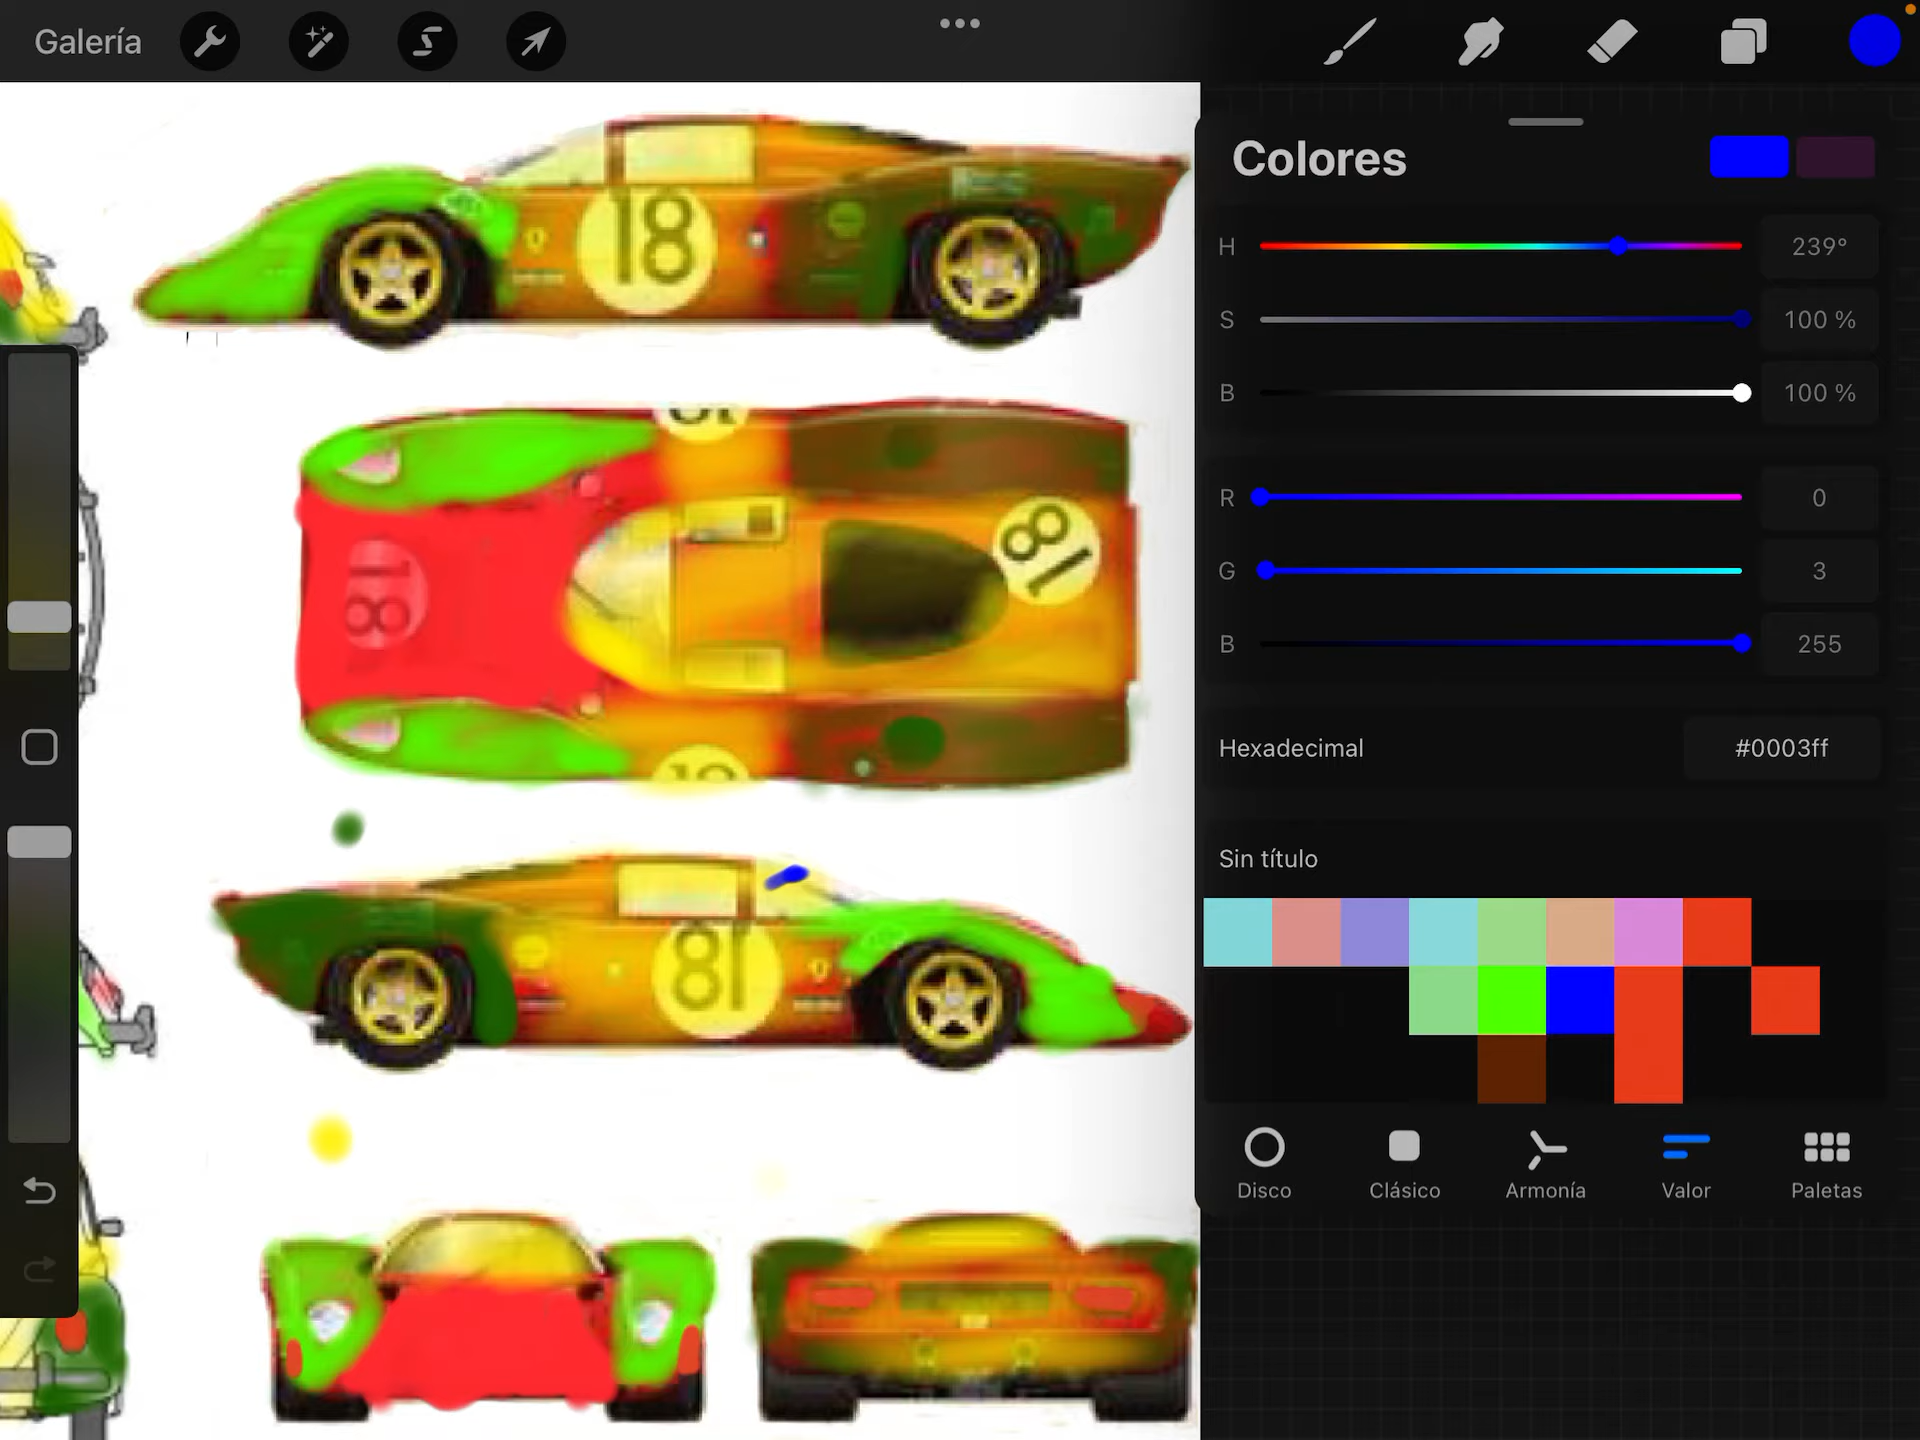 Galería
Colores
H 239°
S 100 %
B 100 %
R 0
G 3
B 255
Hexadecimal #0003ff
Sin título
Disco Clásico Armonía Valor Paletas
18
18
18
18